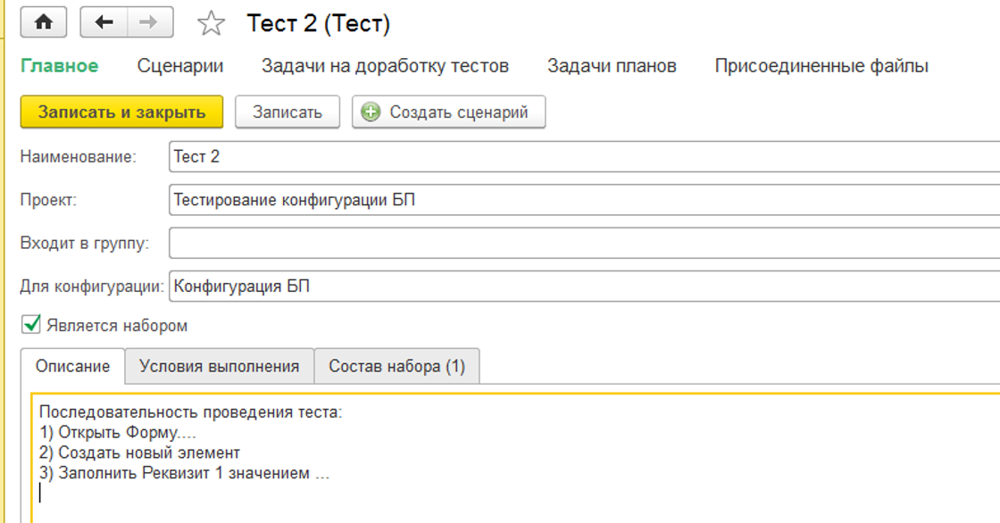 Тест 2 (Тест)
Главное Сценарии Задачи на доработку тестов Задачи планов Присоединенные файлы
Записать и закрыть Записать Создать сценарий
Наименование: Тест 2
Проект: Тестирование конфигурации БП
Входит в группу:
Для конфигурации: Конфигурация БП
Является набором
Описание Условия выполнения Состав набора (1)
Последовательность проведения теста:
1) Открыть Форму....
2) Создать новый элемент
3) Заполнить Реквизит 1 значением ...